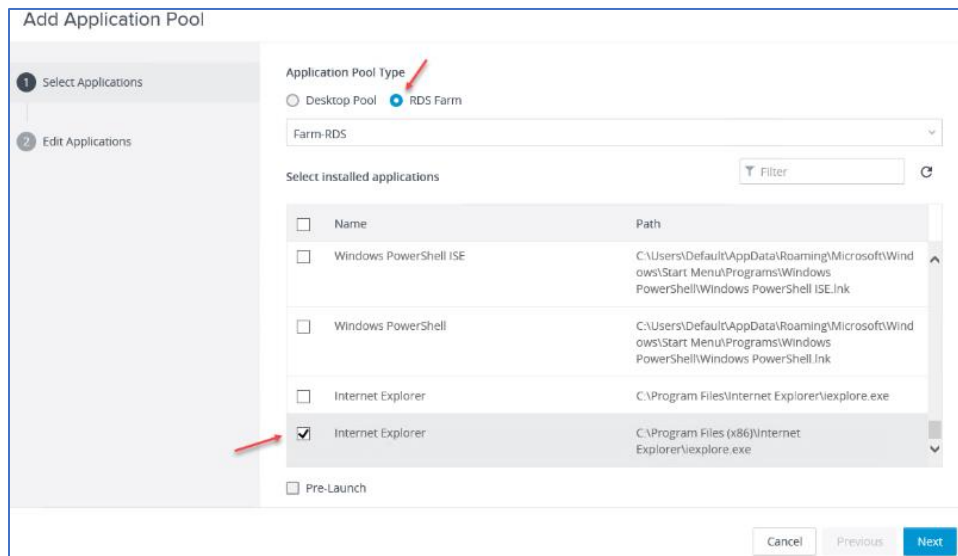 Add Application Pool
1 Select Applications
2 Edit Applications
Application Pool Type
Desktop Pool RDS Farm
Farm-RDS
Select installed applications
Filter
Name Path
Windows PowerShell ISE C:\Users\Default\AppData\Roaming\Microsoft\Wind
ows\Start Menu\Programs\Windows
PowerShell\Windows PowerShell ISE.lnk
Windows PowerShell C:\Users\Default\AppData\Roaming\Microsoft\Wind
ows\Start Menu\Programs\Windows
PowerShell\Windows PowerShell.lnk
Internet Explorer C:\Program Files\Internet Explorer\iexplore.exe
Internet Explorer C:\Program Files (x86)\Internet
Explorer\iexplore.exe
Pre-Launch
Cancel Previous Next